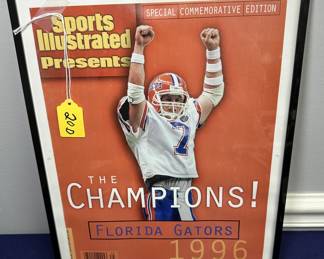 SPECIAL COMMEMORATIVE EDITION
Sports
Illustrated
Presents
200
7
THE
CHAMPIONS!
FLORIDA GATORS
1996